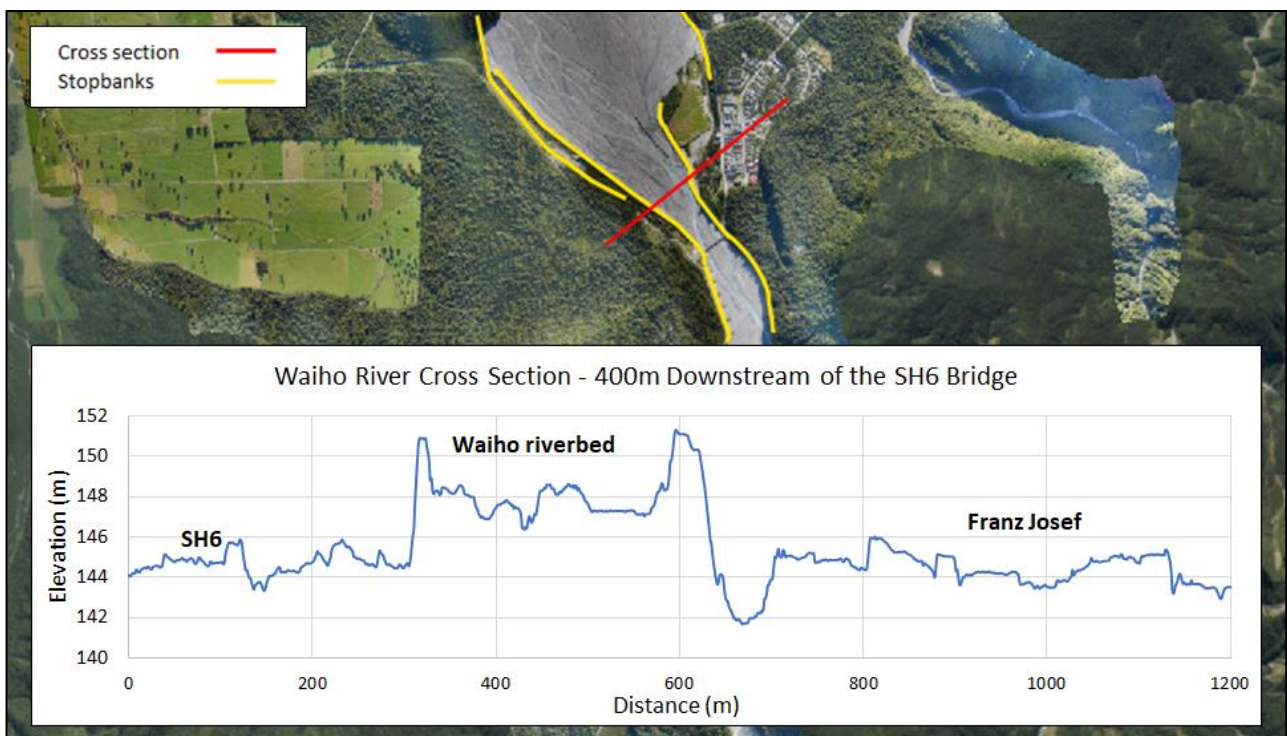 Cross section
Stopbanks
Waiho River Cross Section - 400m Downstream of the SH6 Bridge
152
150
148
146
144
142
140
Elevation (m)
SH6
Waiho riverbed
Franz Josef
0
200
400
600
800
1000
1200
Distance (m)